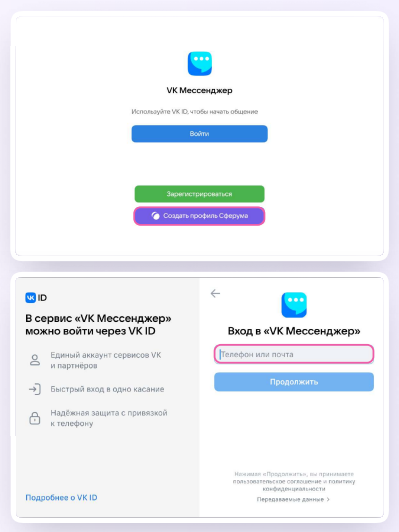 VK Мессенджер
Используйте VK ID, чтобы начать общение
Войти
Зарегистрироваться
Создать профиль Сферума
VK ID
В сервис «VK Мессенджер»
можно войти через VK ID
Единый аккаунт сервисов VK
и партнёров
Быстрый вход в одно касание
Надёжная защита с привязкой
к телефону
Подробнее о VK ID
Вход в «VK Мессенджер»
Телефон или почта
Продолжить
Нажимая «Продолжить», вы принимаете
пользовательское соглашение и политику
конфиденциальности
Передаваемые данные